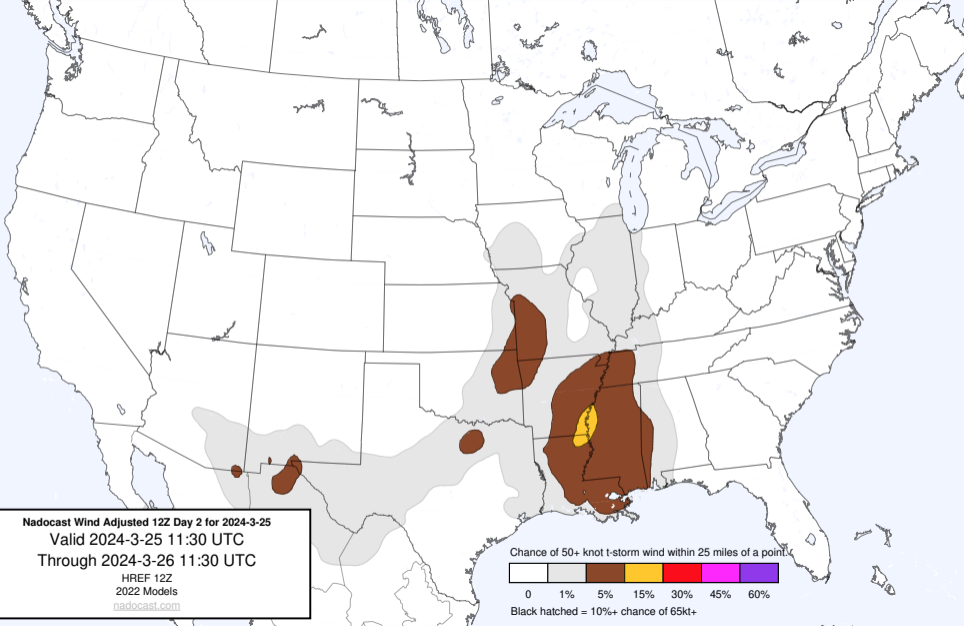 Nadocast Wind Adjusted 12Z Day 2 for 2024-3-25
Valid 2024-3-25 11:30 UTC
Through 2024-3-26 11:30 UTC
HREF 12Z
2022 Models
nadocast.com
Chance of 50+ knot t-storm wind within 25 miles of a point.
0 1% 5% 15% 30% 45% 60%
Black hatched = 10%+ chance of 65kt+